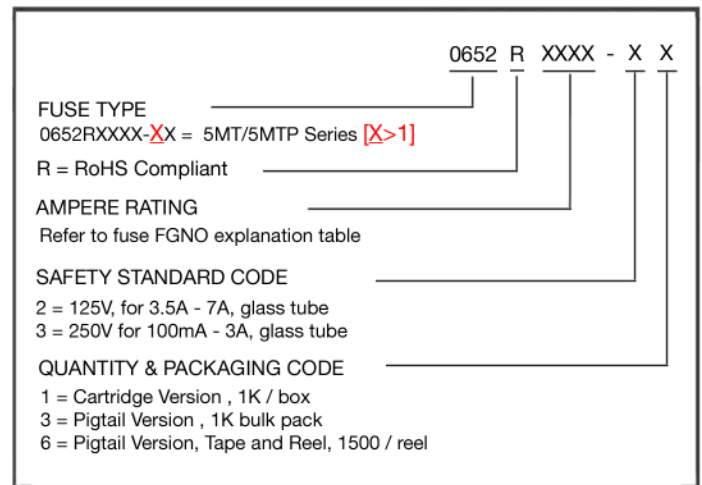 0652 R XXXX - X X
FUSE TYPE
0652RXXXX-XX = 5MT/5MTP Series [X>1]
R = RoHS Compliant
AMPERE RATING
Refer to fuse FGNO explanation table
SAFETY STANDARD CODE
2 = 125V, for 3.5A - 7A, glass tube
3 = 250V for 100mA - 3A, glass tube
QUANTITY & PACKAGING CODE
1 = Cartridge Version , 1K / box
3 = Pigtail Version , 1K bulk pack
6 = Pigtail Version, Tape and Reel, 1500 / reel